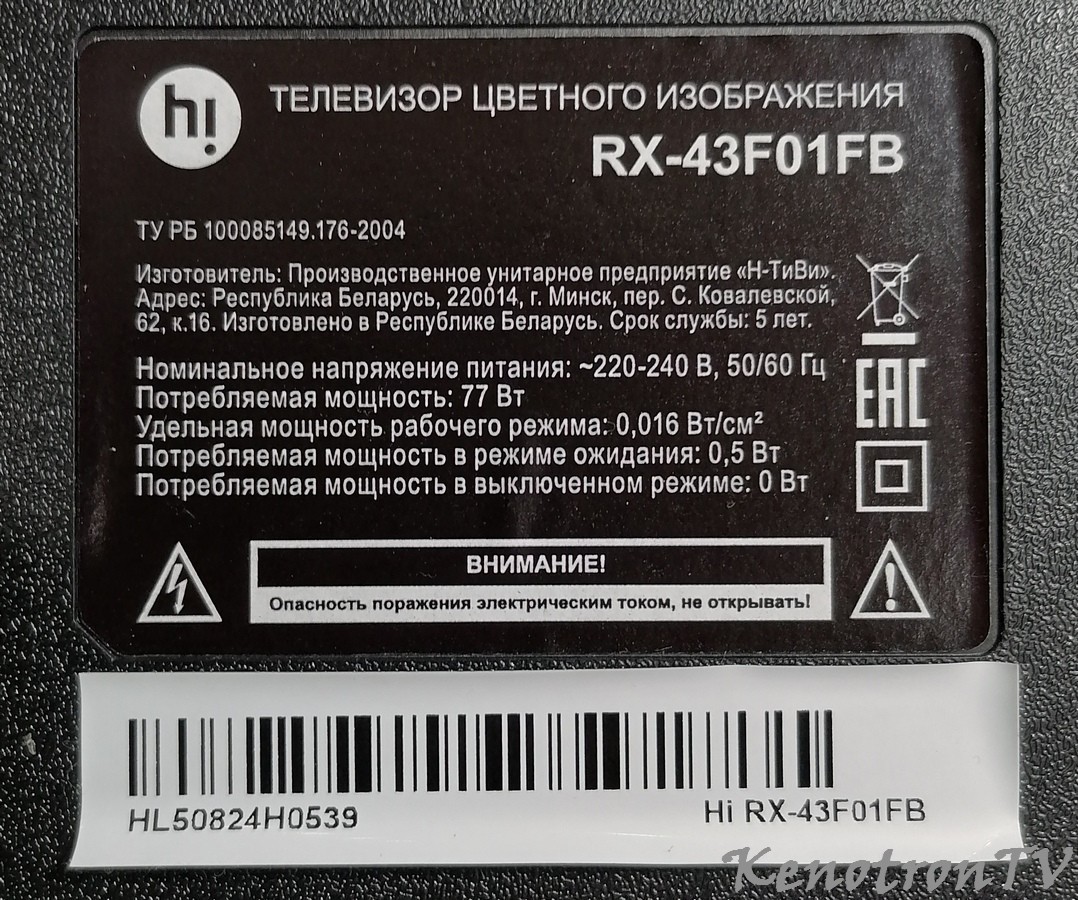 hi
ТЕЛЕВИЗОР ЦВЕТНОГО ИЗОБРАЖЕНИЯ
RX-43F01FB
ТУ РБ 100085149.176-2004
Изготовитель: Производственное унитарное предприятие «Н-ТиВи».
Адрес: Республика Беларусь, 220014, г. Минск, пер. С. Ковалевской,
62, к.16. Изготовлено в Республике Беларусь. Срок службы: 5 лет.
Номинальное напряжение питания: ~220-240 В, 50/60 Гц
Потребляемая мощность: 77 Вт
Удельная мощность рабочего режима: 0,016 Вт/см²
Потребляемая мощность в режиме ожидания: 0,5 Вт
Потребляемая мощность в выключенном режиме: 0 Вт
EAC
ВНИМАНИЕ!
Опасность поражения электрическим током, не открывать!
HL50824H0539
Hi RX-43F01FB
KenotronTV